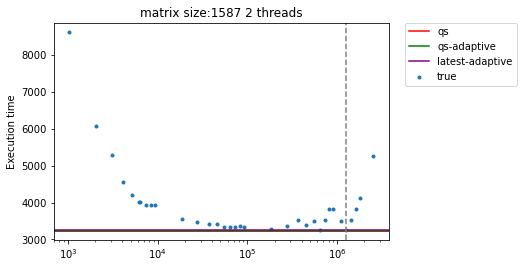 matrix size:1587 2 threads
Execution time
8000
7000
6000
5000
4000
3000
10³
10⁴
10⁵
10⁶
qs
qs-adaptive
latest-adaptive
true